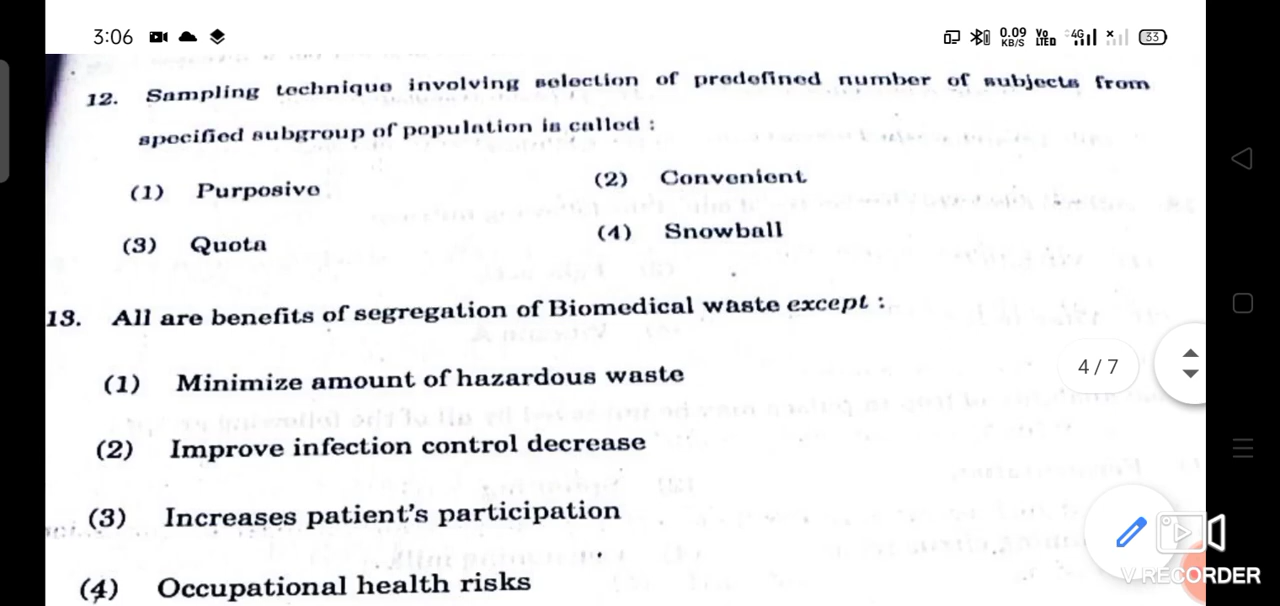 3:06
0.09 KB/S
Vo LTE
4G
33
12. Sampling technique involving selection of predefined number of subjects from
specified subgroup of population is called :
(1) Purposive
(2) Convenient
(3) Quota
(4) Snowball
13. All are benefits of segregation of Biomedical waste except :
(1) Minimize amount of hazardous waste
4 / 7
(2) Improve infection control decrease
(3) Increases patient's participation
(4) Occupational health risks
V RECORDER